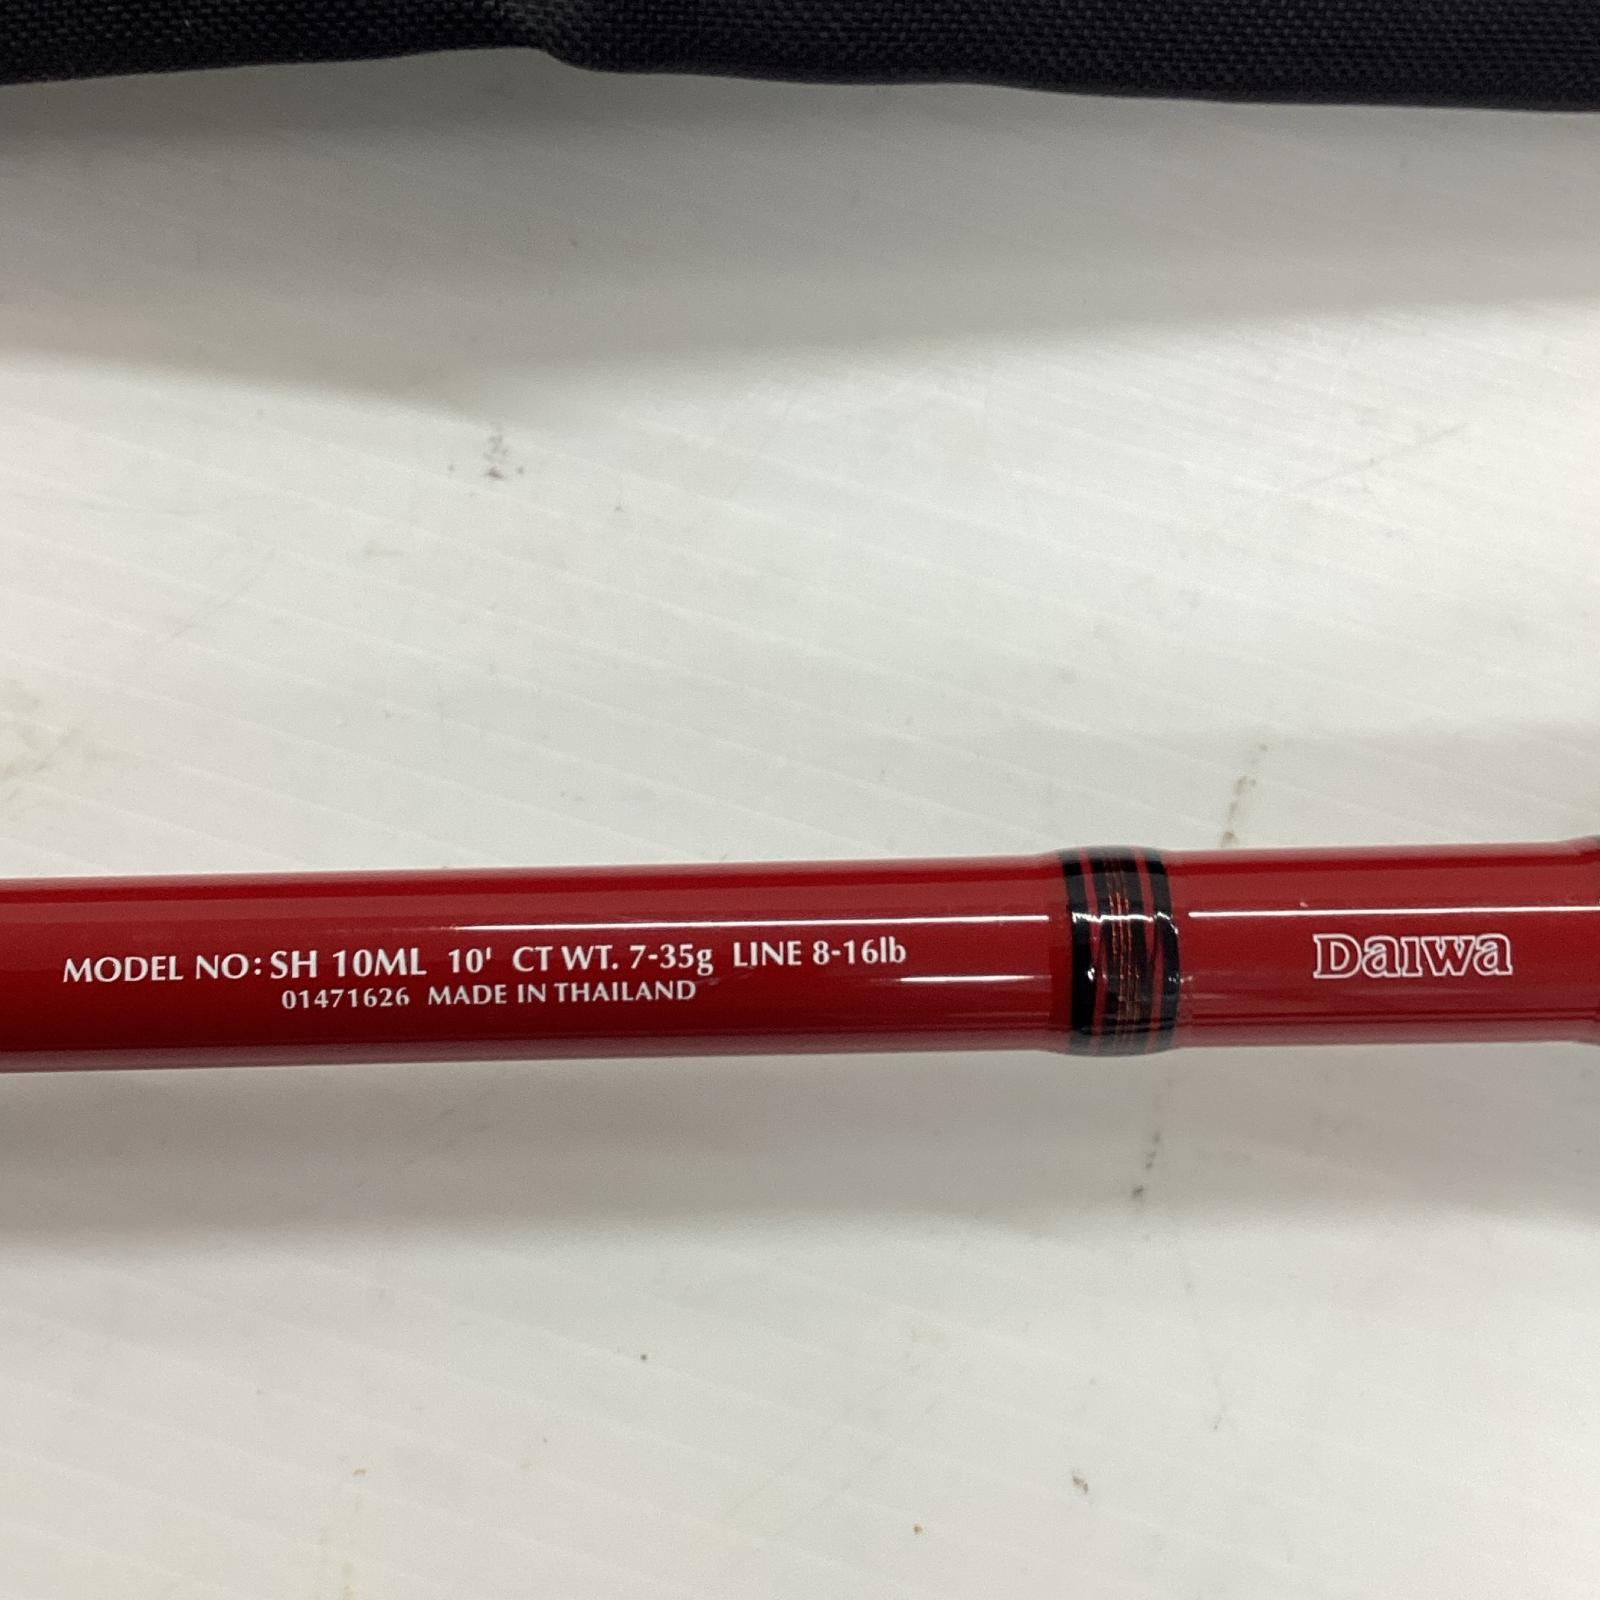 MODEL NO: SH 10ML 10' CT WT. 7-35g LINE 8-16lb
01471626 MADE IN THAILAND
Daiwa